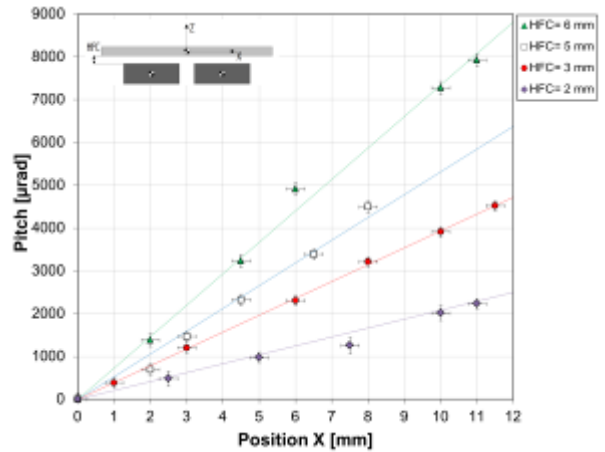 9000
8000
7000
6000
5000
4000
3000
2000
1000
0
0 1 2 3 4 5 6 7 8 9 10 11 12
Pitch [µrad]
Position X [mm]
HFC
Z
X
HFC= 6 mm
HFC= 5 mm
HFC= 3 mm
HFC= 2 mm